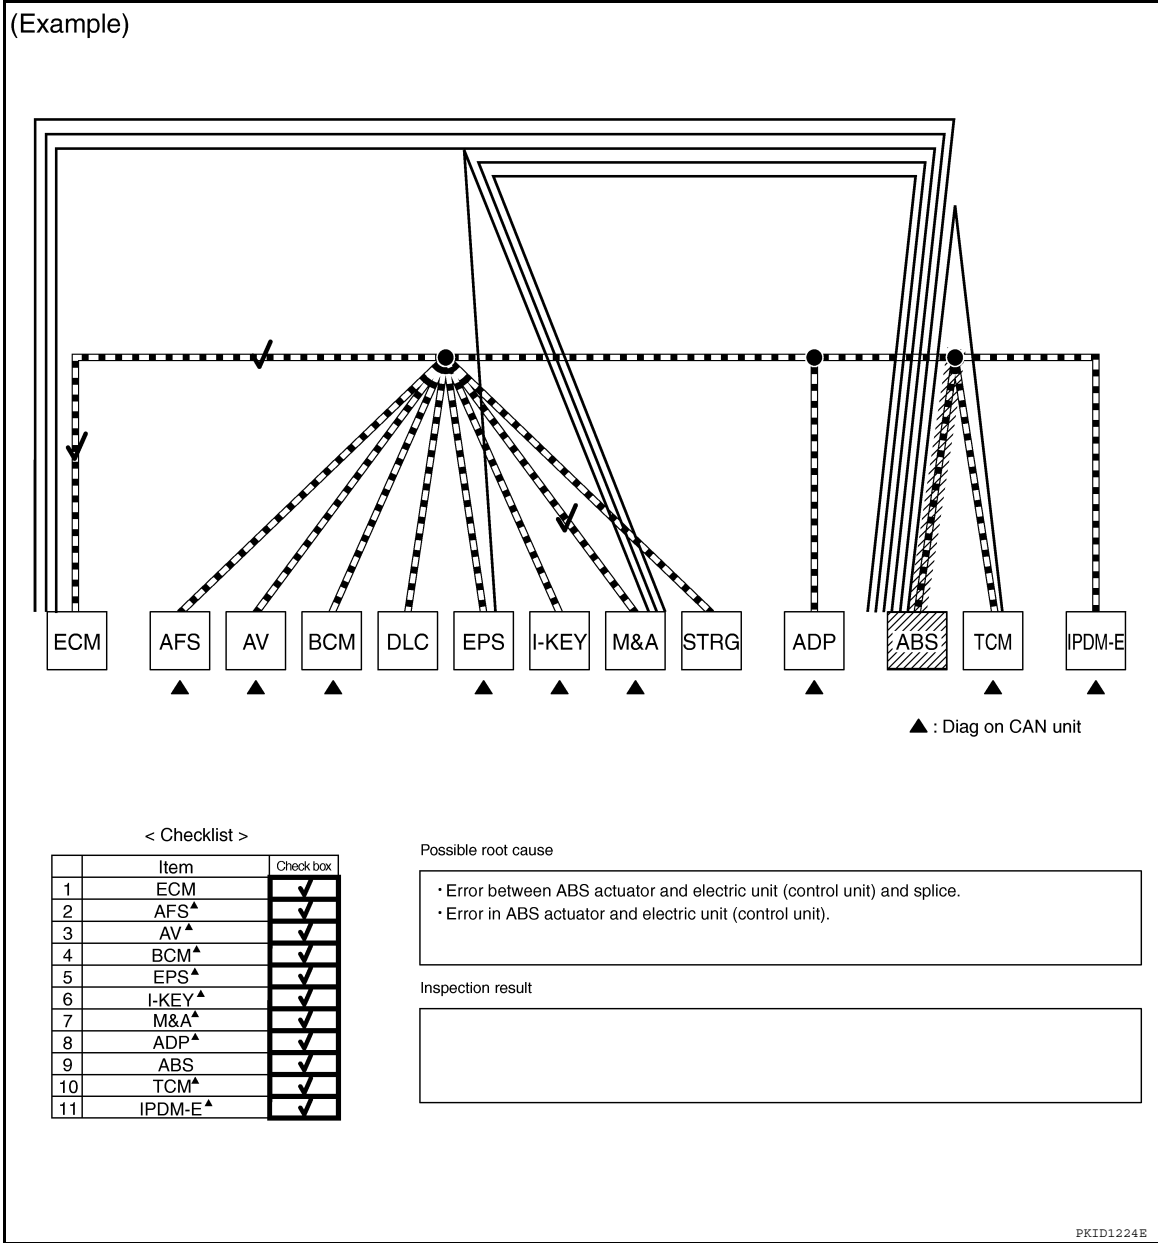 (Example)
ECM AFS AV BCM DLC EPS I-KEY M&A STRG ADP ABS TCM IPDM-E
▲ : Diag on CAN unit
< Checklist >
Item Check box
1 ECM ✓
2 AFS▲ ✓
3 AV▲ ✓
4 BCM▲ ✓
5 EPS▲ ✓
6 I-KEY▲ ✓
7 M&A▲ ✓
8 ADP▲ ✓
9 ABS ✓
10 TCM▲ ✓
11 IPDM-E▲ ✓
Possible root cause
・Error between ABS actuator and electric unit (control unit) and splice.
・Error in ABS actuator and electric unit (control unit).
Inspection result
PKID1224E